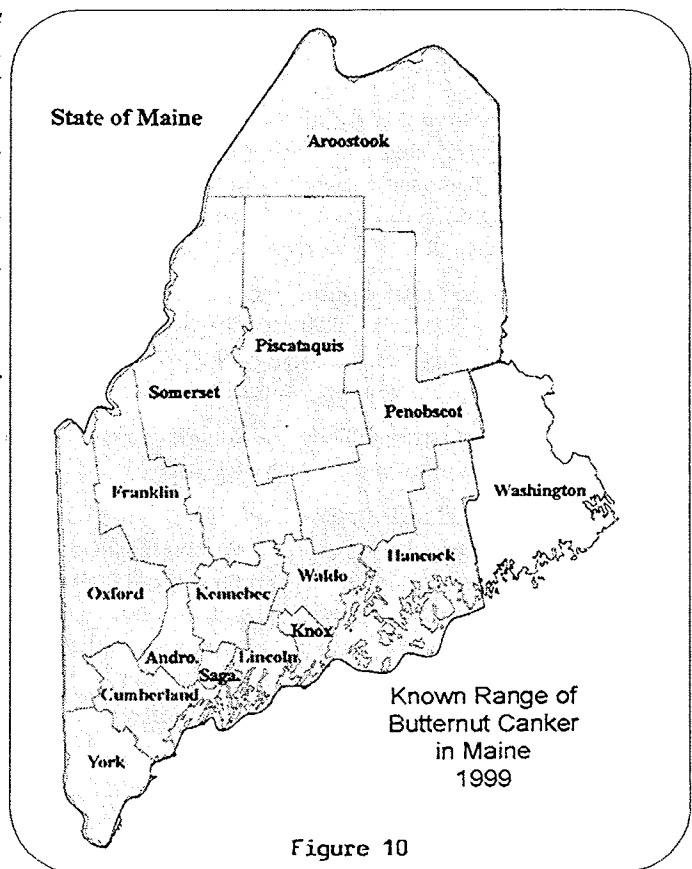 State of Maine
Aroostook
Piscataquis
Somerset
Penobscot
Franklin
Washington
Hancock
Waldo
Oxford
Kennebec
Knox
Andro.
Lincoln
Saga.
Cumberland
York
Known Range of
Butternut Canker
in Maine
1999
Figure 10